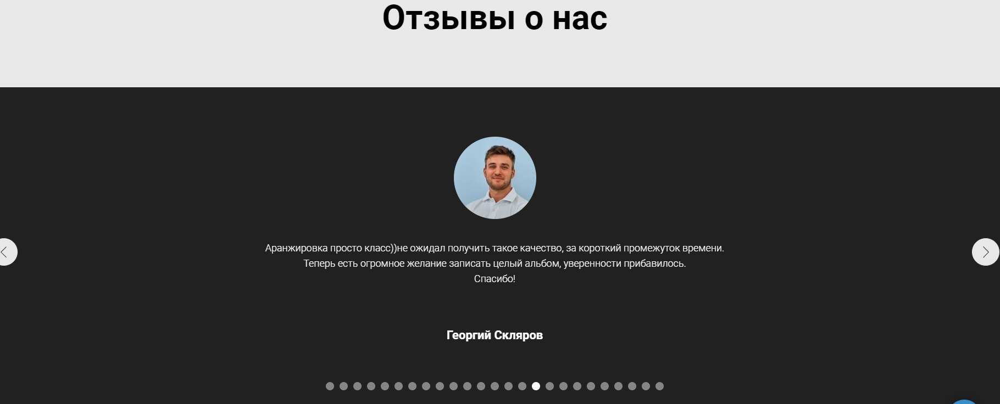 Отзывы о нас
Аранжировка просто класс))не ожидал получить такое качество, за короткий промежуток времени.
Теперь есть огромное желание записать целый альбом, уверенности прибавилось.
Спасибо!
Георгий Скляров